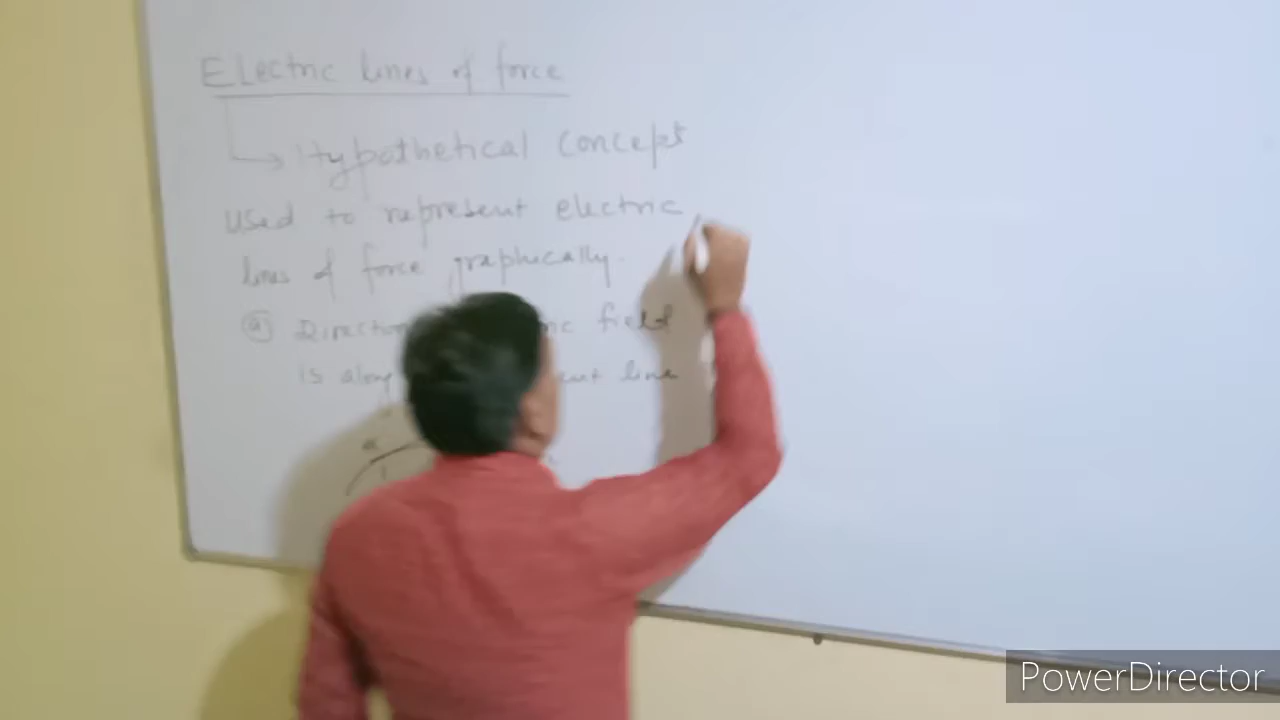 Electric lines of force
Hypothetical concept
used to represent electric
lines of force graphically.
(a) Direction field
is along line
PowerDirector